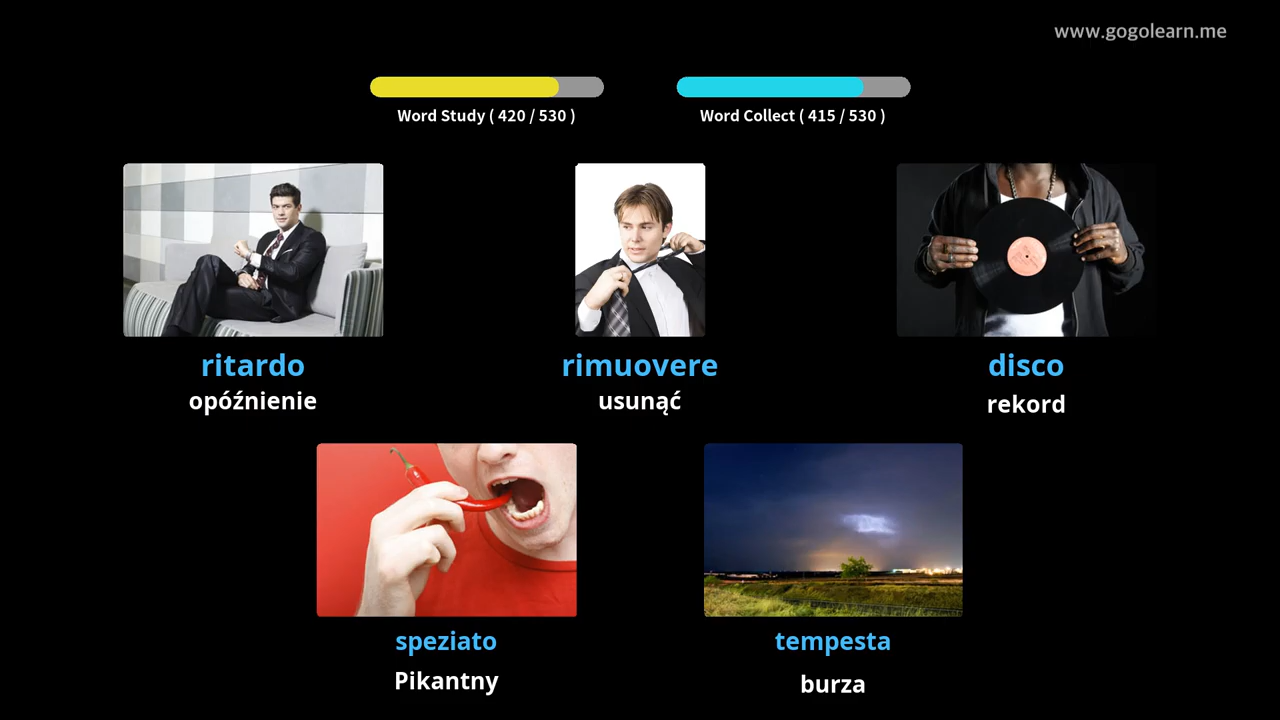 www.gogolearn.me
Word Study ( 420 / 530 )
Word Collect ( 415 / 530 )
ritardo
opóźnienie
rimuovere
usunąć
disco
rekord
speziato
Pikantny
tempesta
burza